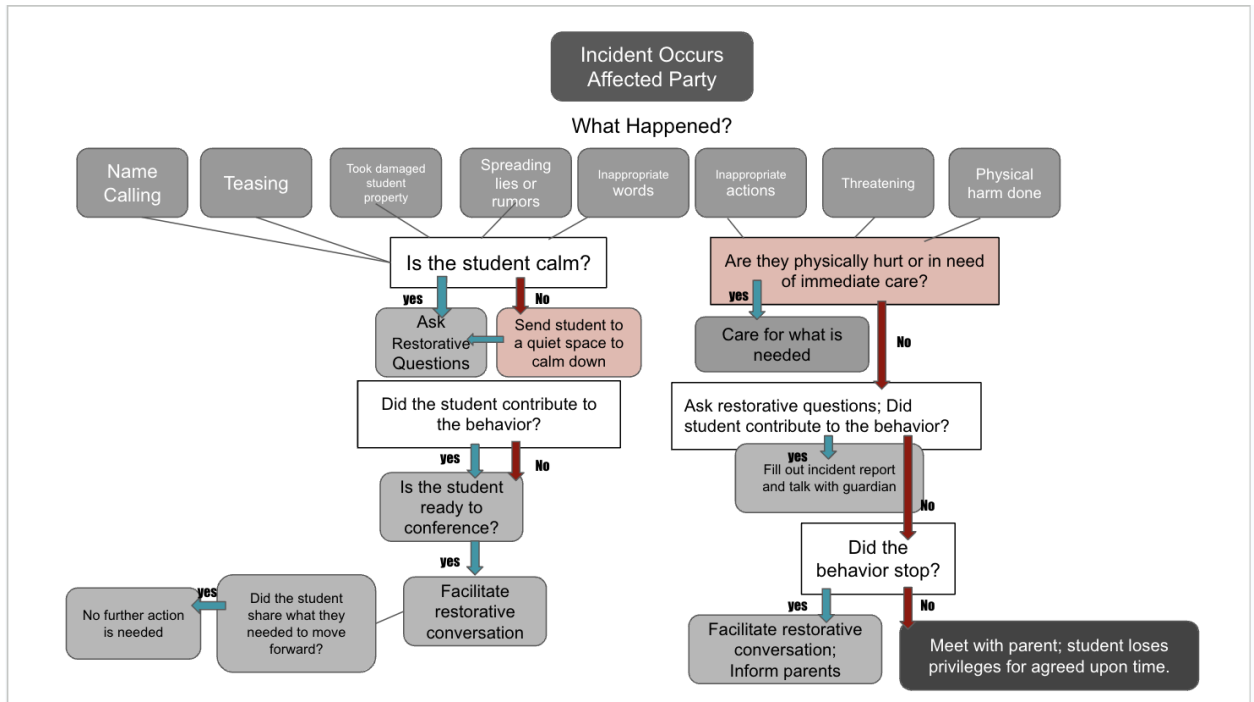 Incident Occurs
Affected Party
What Happened?
Name
Calling
Teasing
Took damaged
student
property
Spreading
lies or
rumors
Inappropriate
words
Inappropriate
actions
Threatening
Physical
harm done
Is the student calm?
yes
No
Ask
Restorative
Questions
Send student to
a quiet space to
calm down
Did the student contribute to
the behavior?
yes
No
Is the student
ready to
conference?
yes
Facilitate
restorative
conversation
Did the student
share what they
needed to move
forward?
yes
No further action
is needed
Are they physically hurt or in need
of immediate care?
yes
No
Care for what is
needed
Ask restorative questions; Did
student contribute to the behavior?
yes
Fill out incident report
and talk with guardian
No
Did the
behavior stop?
yes
No
Facilitate restorative
conversation;
Inform parents
Meet with parent; student loses
privileges for agreed upon time.